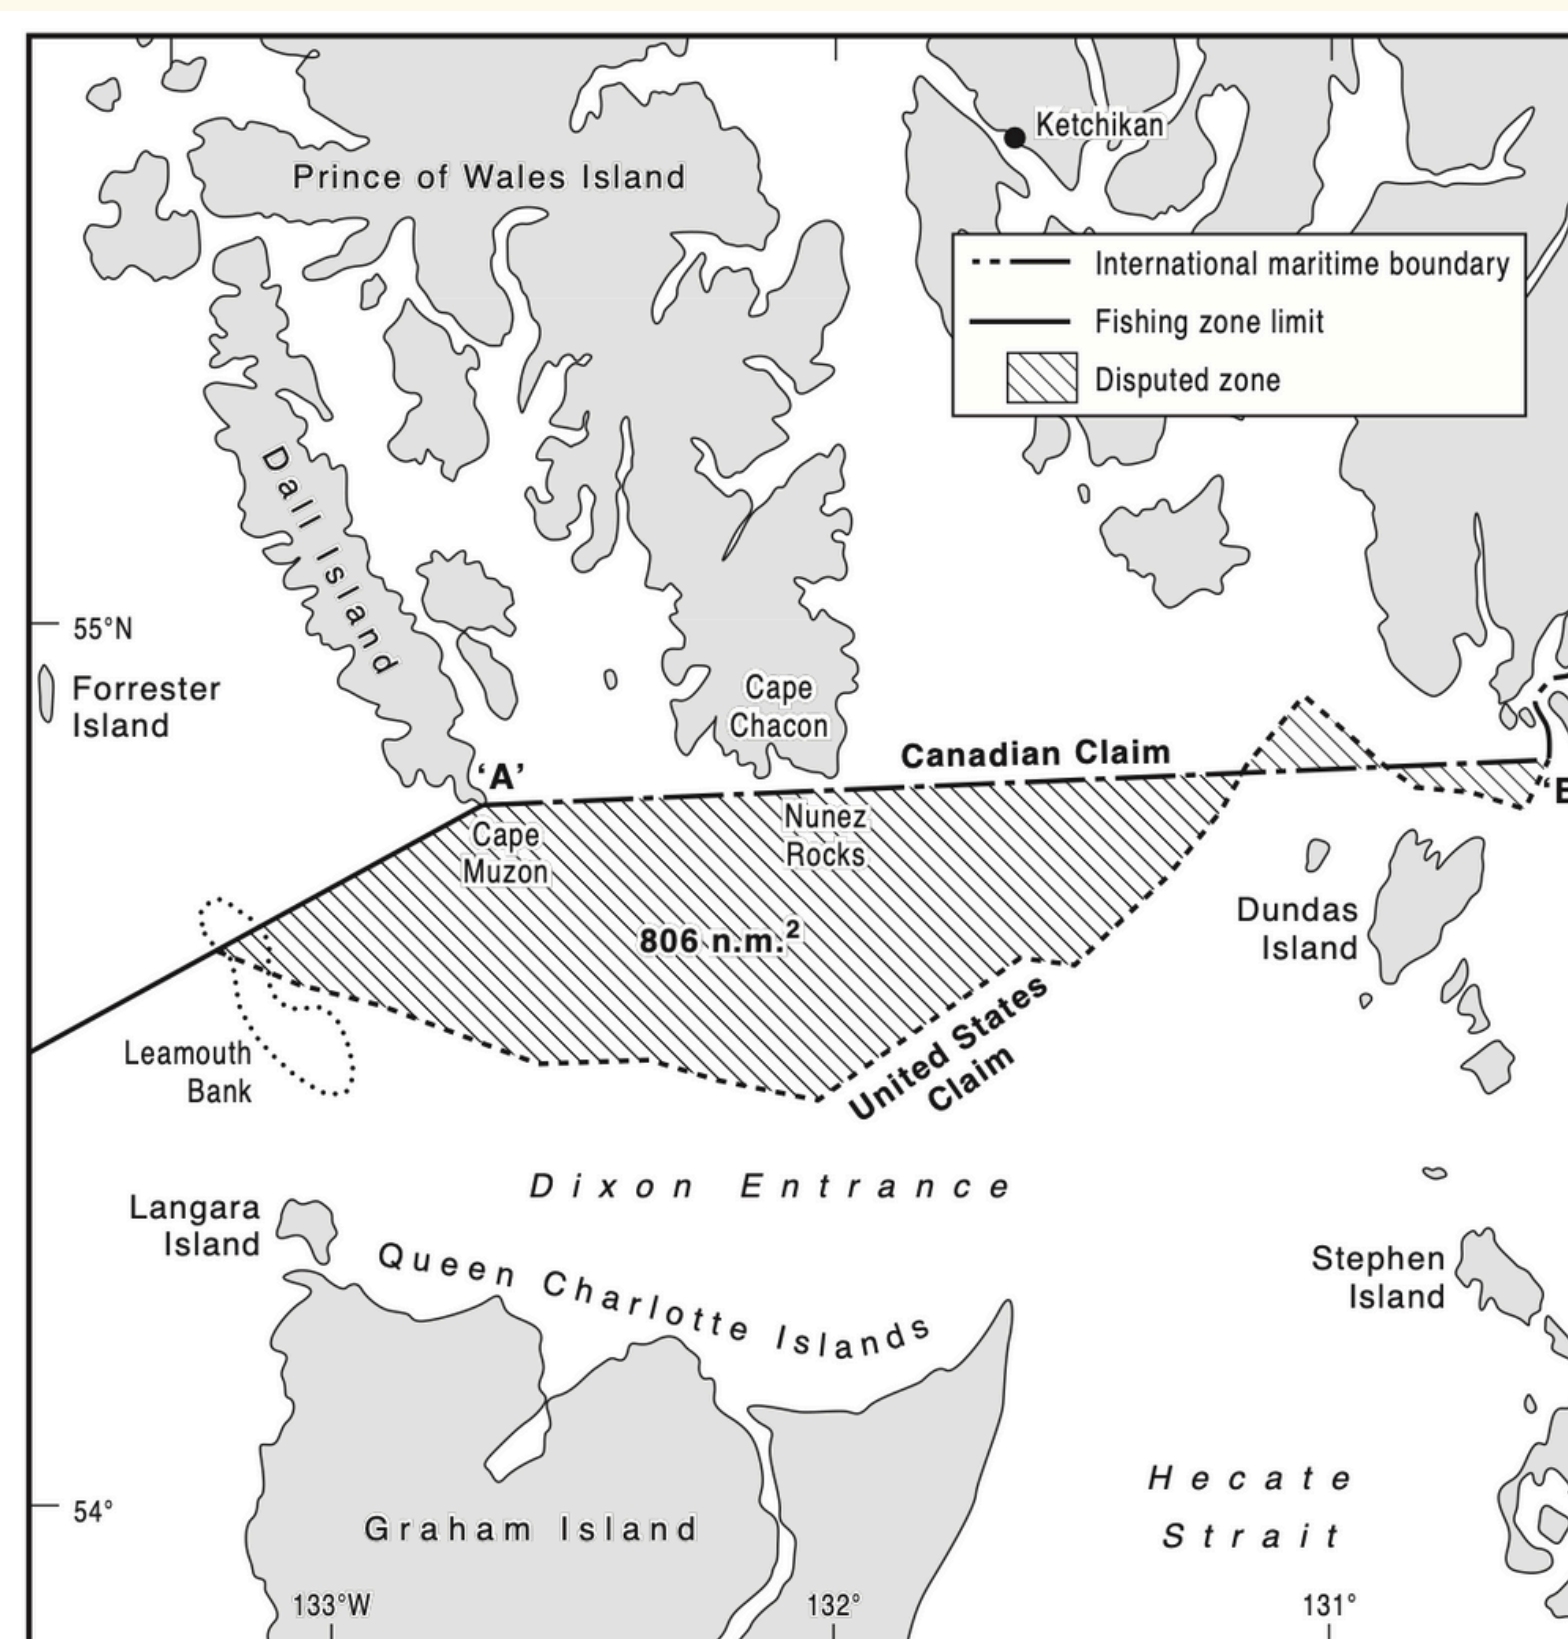 Ketchikan
Prince of Wales Island
International maritime boundary
Fishing zone limit
Disputed zone
Dall Island
55°N
Forrester
Island
Cape
Chacon
Canadian Claim
'A'
Cape
Muzon
Nunez
Rocks
Dundas
Island
806 n.m.²
United States
Claim
Leamouth
Bank
Dixon Entrance
Langara
Island
Queen Charlotte Islands
Stephen
Island
Hecate
Strait
54°
Graham Island
133°W
132°
131°